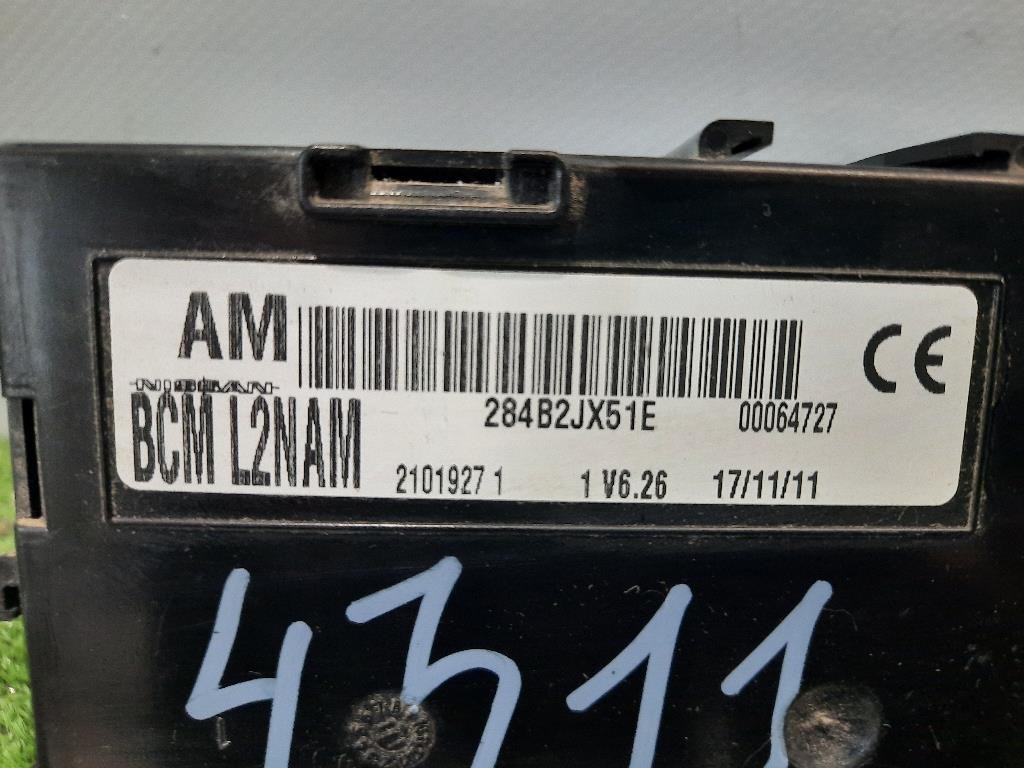 AM
NISSAN
BCM L2NAM
284B2JX51E 00064727
2101927 1 1 V6.26 17/11/11
CE
4311